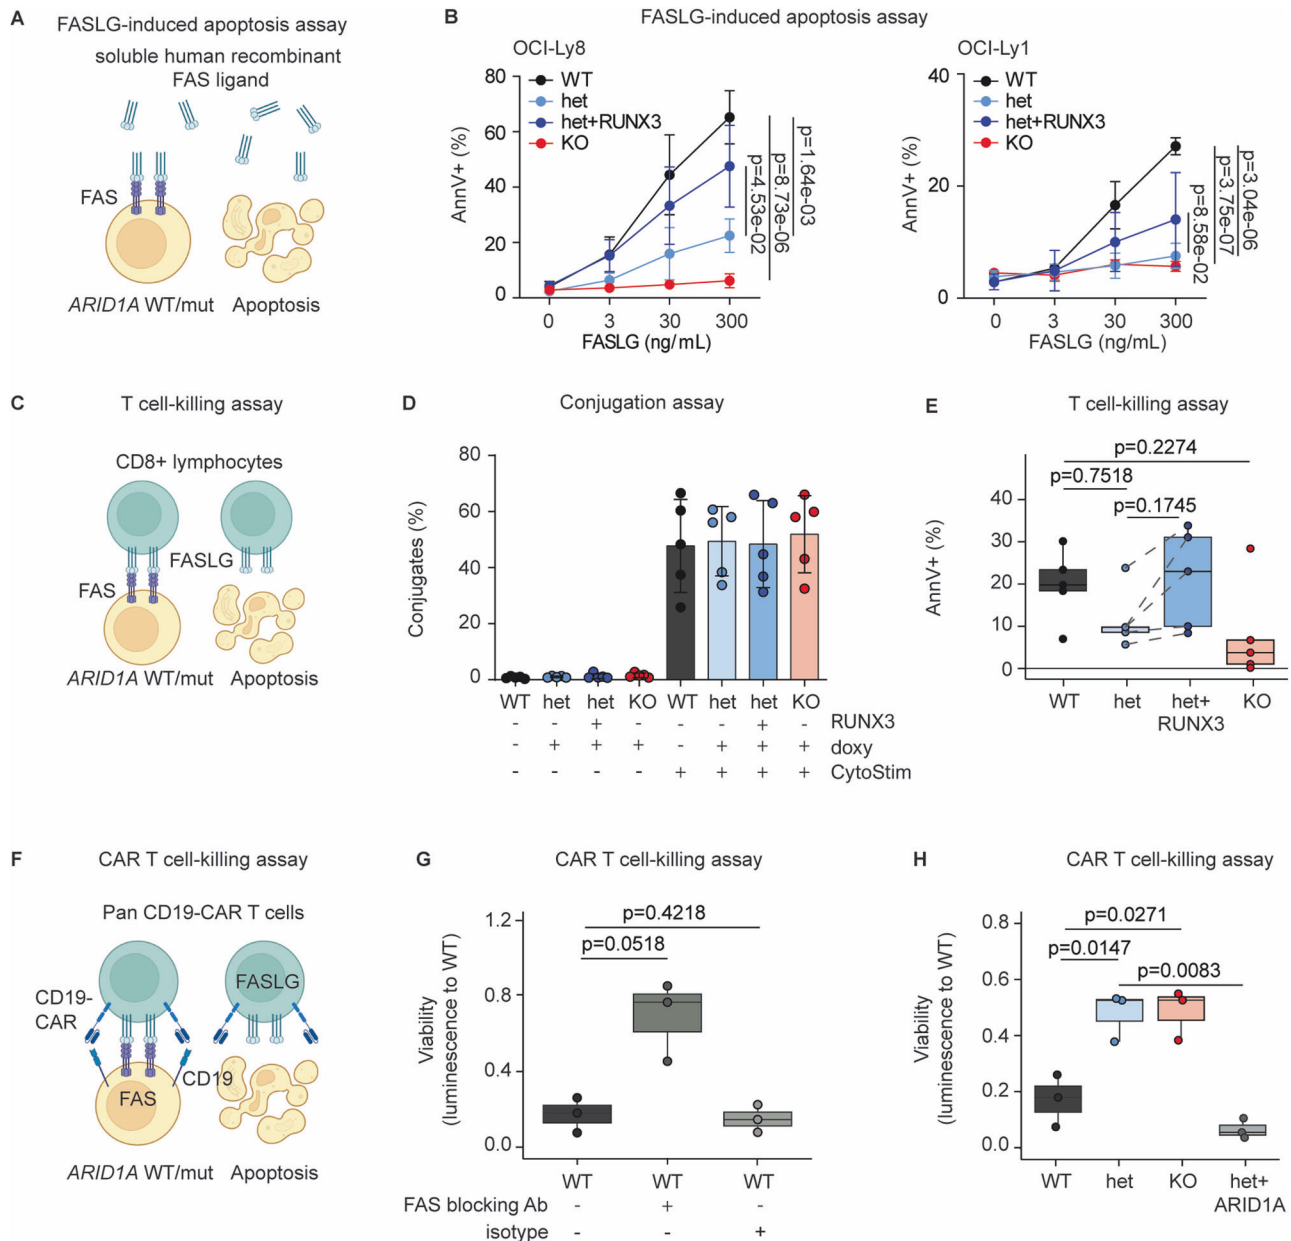 A
FASLG-induced apoptosis assay
soluble human recombinant
FAS ligand
FAS
ARID1A WT/mut
Apoptosis
B
FASLG-induced apoptosis assay
OCI-Ly8
WT
het
het+RUNX3
KO
AnnV+ (%)
80
60
40
20
0
0
3
30
300
FASLG (ng/mL)
p=4.53e-02
p=8.73e-06
p=1.64e-03
OCI-Ly1
WT
het
het+RUNX3
KO
AnnV+ (%)
40
20
0
0
3
30
300
FASLG (ng/mL)
p=8.58e-02
p=3.75e-07
p=3.04e-06
C
T cell-killing assay
CD8+ lymphocytes
FASLG
FAS
ARID1A WT/mut
Apoptosis
D
Conjugation assay
Conjugates (%)
80
60
40
20
0
WT het het KO WT het het KO
- - + - - - + - RUNX3
- + + + - + + + doxy
- - - - + + + + CytoStim
E
T cell-killing assay
p=0.2274
p=0.7518
p=0.1745
AnnV+ (%)
40
30
20
10
0
WT het het+ KO
RUNX3
F
CAR T cell-killing assay
Pan CD19-CAR T cells
FASLG
CD19-
CAR
CD19
FAS
ARID1A WT/mut
Apoptosis
G
CAR T cell-killing assay
p=0.4218
p=0.0518
Viability
(luminescence to WT)
1.2
0.8
0.4
0.0
WT WT WT
FAS blocking Ab - + -
isotype - - +
H
CAR T cell-killing assay
p=0.0271
p=0.0147
p=0.0083
Viability
(luminescence to WT)
0.8
0.6
0.4
0.2
0.0
WT het KO het+
ARID1A